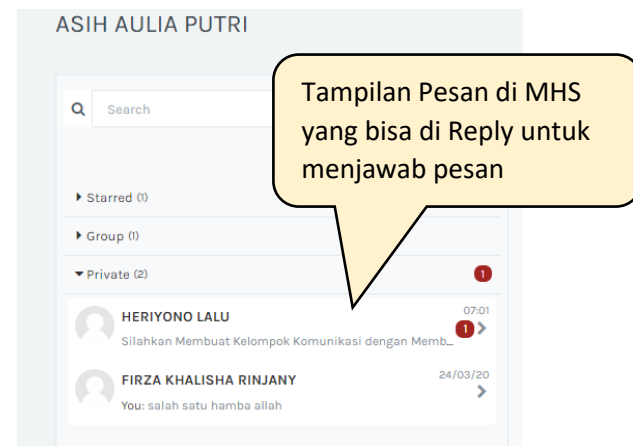 ASIH AULIA PUTRI
Tampilan Pesan di MHS
yang bisa di Reply untuk
menjawab pesan
Search
Starred (1)
Group (1)
Private (2)
1
HERIYONO LALU
07:01
Silahkan Membuat Kelompok Komunikasi dengan Memb...
1
FIRZA KHALISHA RINJANY
24/03/20
You: salah satu hamba allah